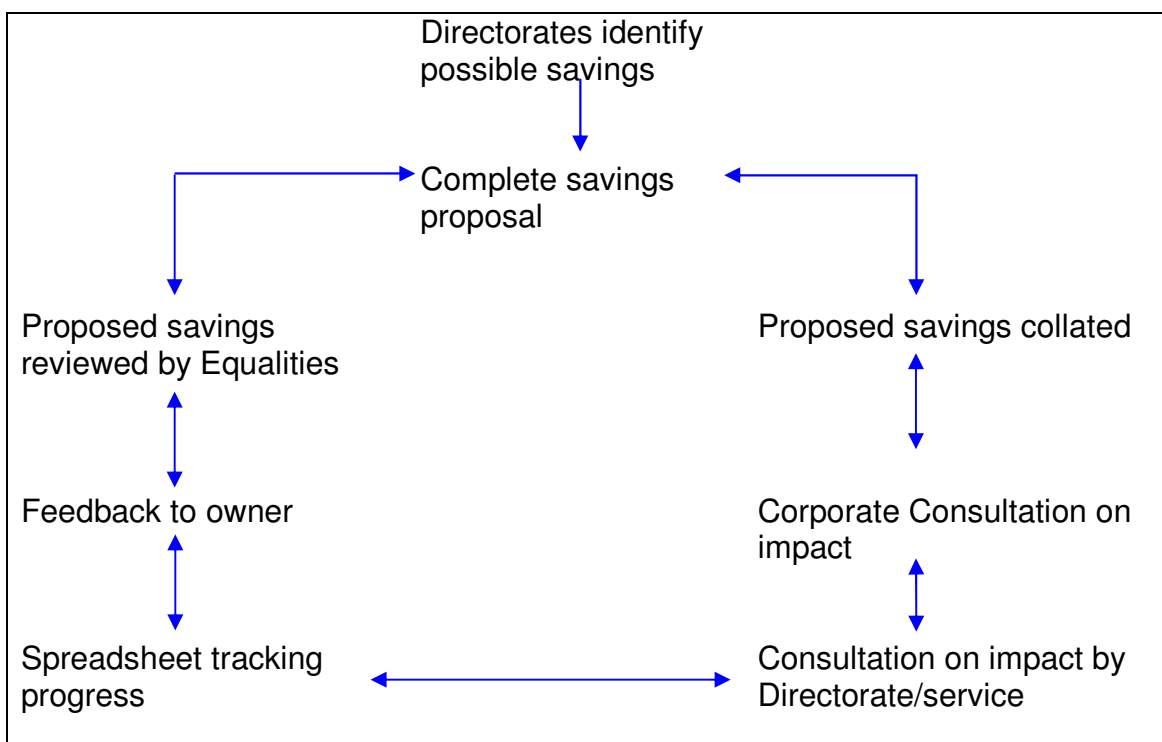 Directorates identify
possible savings
Complete savings
proposal
Proposed savings
reviewed by Equalities
Proposed savings collated
Feedback to owner
Corporate Consultation on
impact
Spreadsheet tracking
progress
Consultation on impact by
Directorate/service